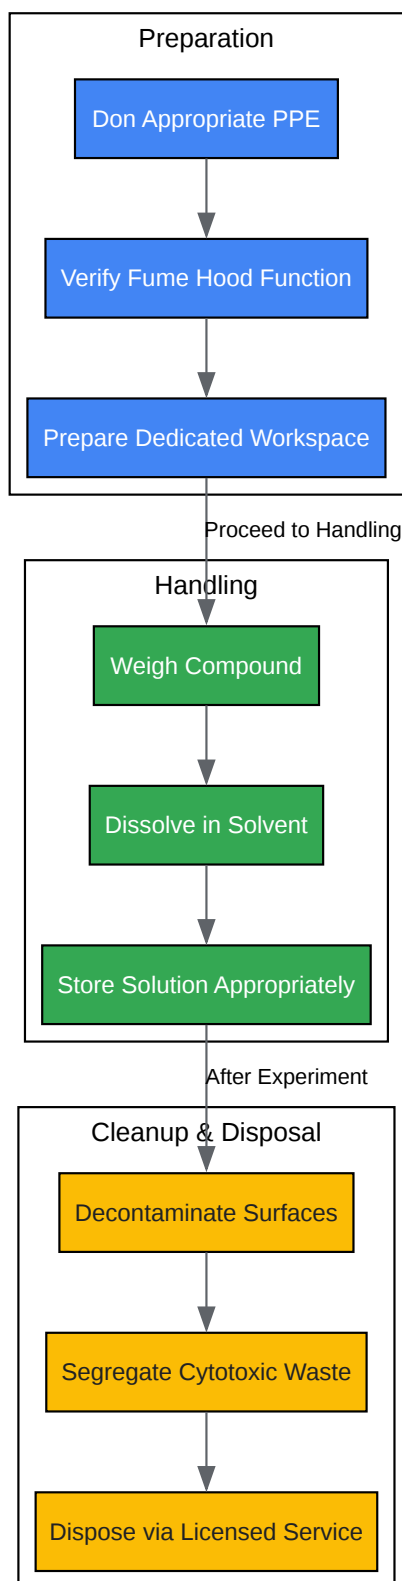 Preparation
Don Appropriate PPE
Verify Fume Hood Function
Prepare Dedicated Workspace
Proceed to Handling
Handling
Weigh Compound
Dissolve in Solvent
Store Solution Appropriately
After Experiment
Cleanup & Disposal
Decontaminate Surfaces
Segregate Cytotoxic Waste
Dispose via Licensed Service